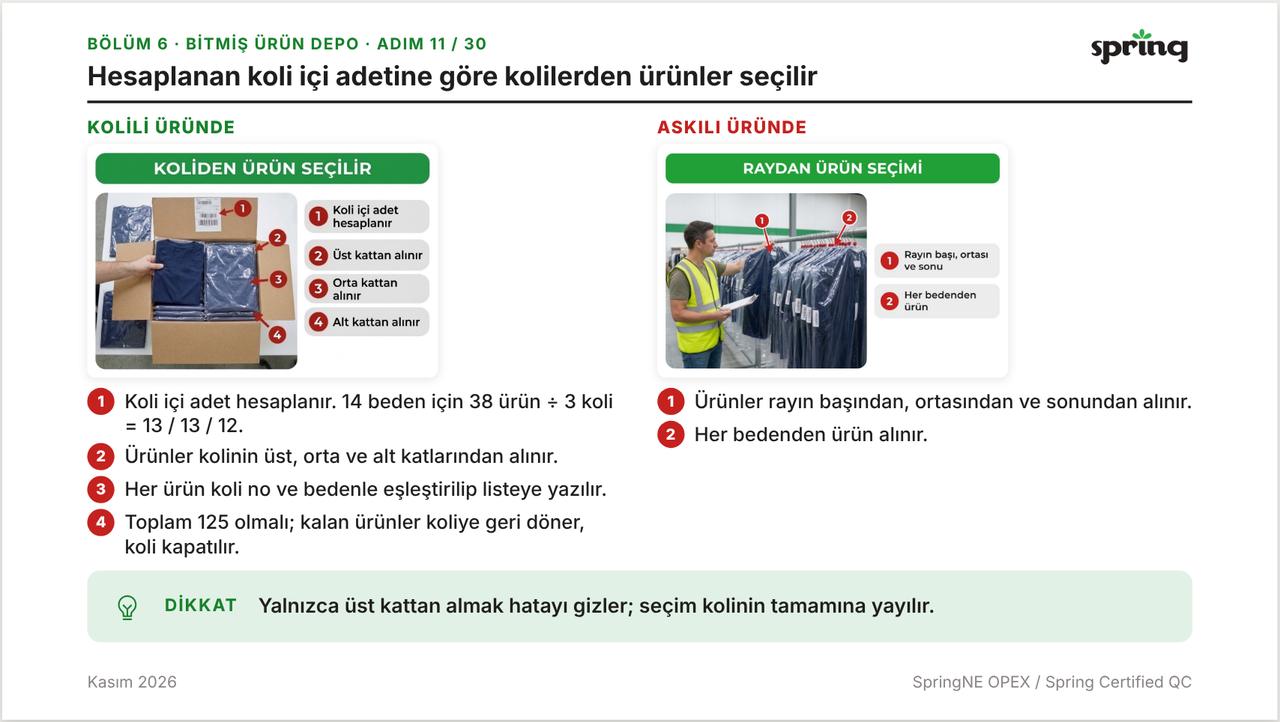 BÖLÜM 6 · BİTMİŞ ÜRÜN DEPO · ADIM 11 / 30
spring
Hesaplanan koli içi adetine göre kolilerden ürünler seçilir
KOLİLİ ÜRÜNDE
KOLİDEN ÜRÜN SEÇİLİR
1
2
3
4
1 Koli içi adet
hesaplanır
2 Üst kattan alınır
3 Orta kattan
alınır
4 Alt kattan alınır
1 Koli içi adet hesaplanır. 14 beden için 38 ürün ÷ 3 koli
= 13 / 13 / 12.
2 Ürünler kolinin üst, orta ve alt katlarından alınır.
3 Her ürün koli no ve bedenle eşleştirilip listeye yazılır.
4 Toplam 125 olmalı; kalan ürünler koliye geri döner,
koli kapatılır.
ASKILI ÜRÜNDE
RAYDAN ÜRÜN SEÇİMİ
1
2
1 Rayın başı, ortası
ve sonu
2 Her bedenden
ürün
1 Ürünler rayın başından, ortasından ve sonundan alınır.
2 Her bedenden ürün alınır.
DİKKAT Yalnızca üst kattan almak hatayı gizler; seçim kolinin tamamına yayılır.
Kasım 2026
SpringNE OPEX / Spring Certified QC